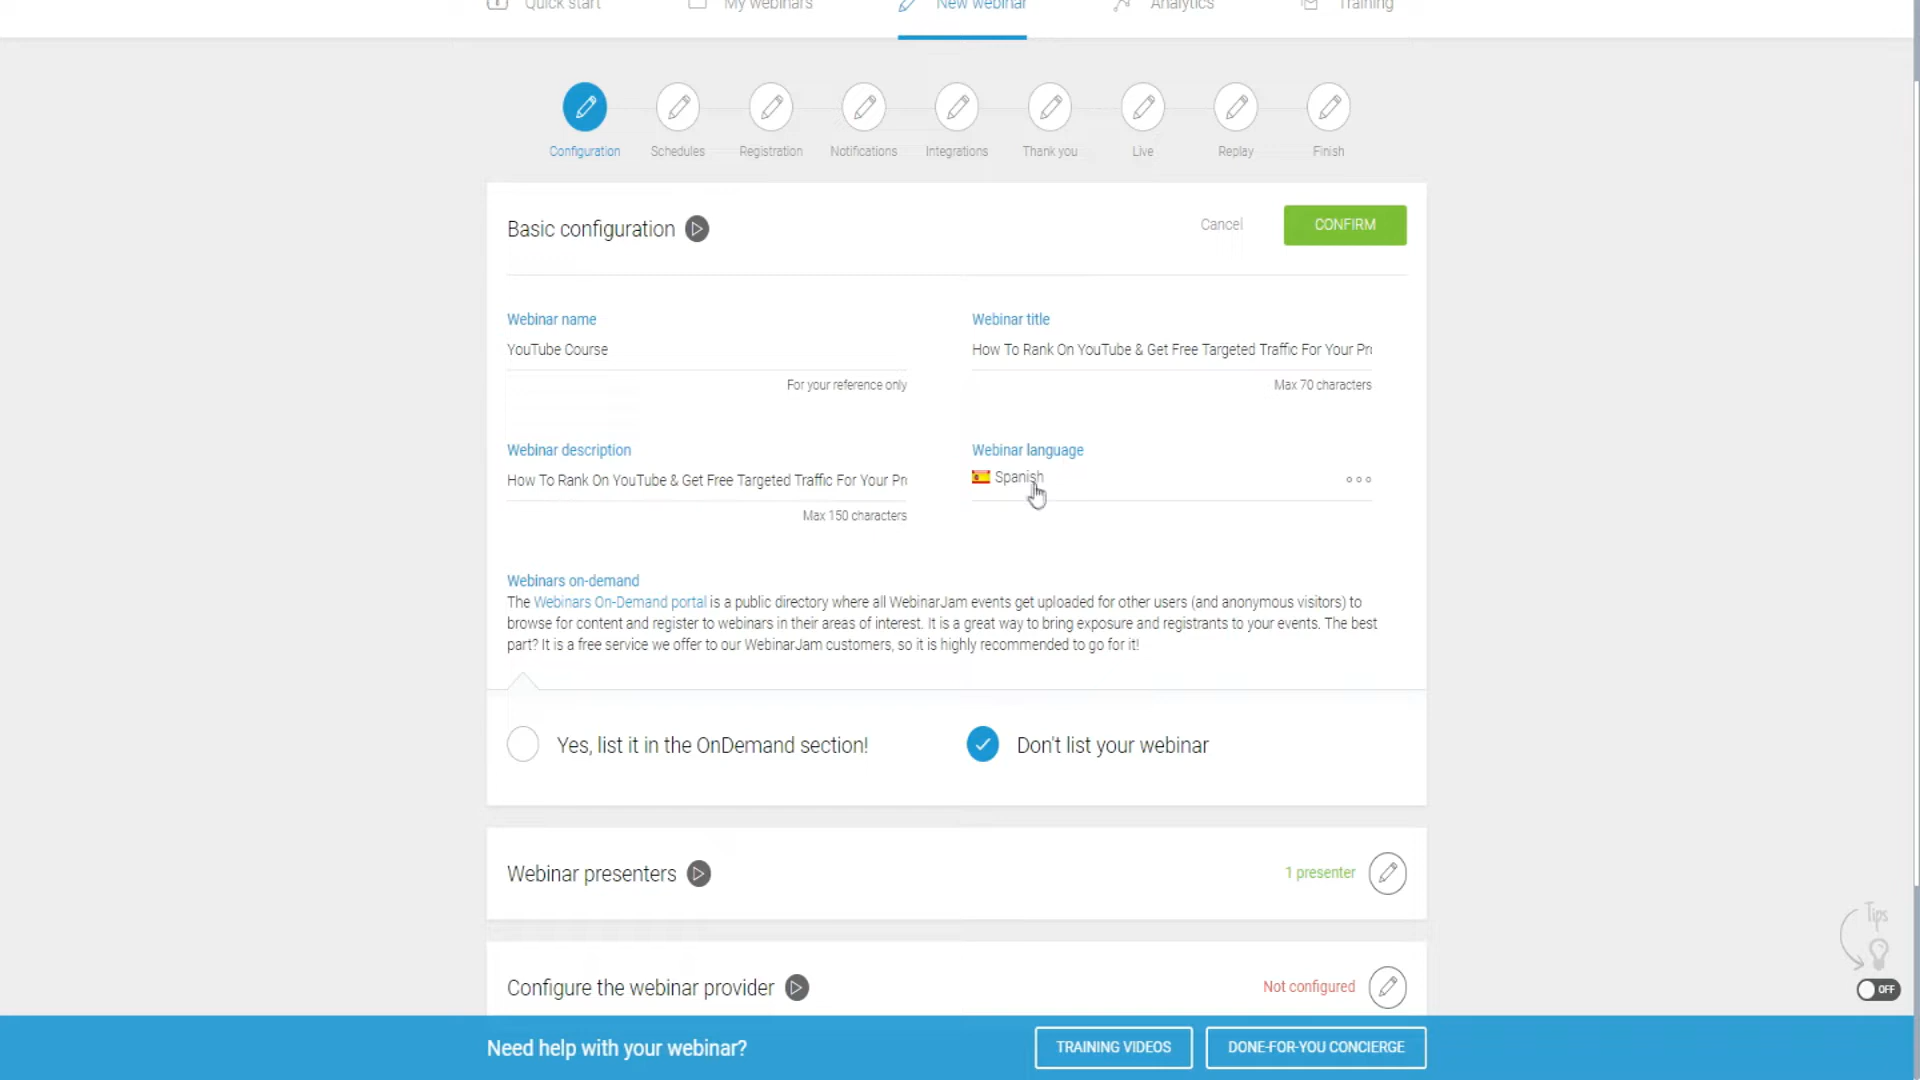 Quick start My webinars New webinar Analytics Training
Configuration Schedules Registration Notifications Integrations Thank you Live Replay Finish
Basic configuration Cancel CONFIRM
Webinar name Webinar title
YouTube Course How To Rank On YouTube & Get Free Targeted Traffic For Your Pr
For your reference only Max 70 characters
Webinar description Webinar language
How To Rank On YouTube & Get Free Targeted Traffic For Your Pr Spanish
Max 150 characters
Webinars on-demand
The Webinars On-Demand portal is a public directory where all WebinarJam events get uploaded for other users (and anonymous visitors) to
browse for content and register to webinars in their areas of interest. It is a great way to bring exposure and registrants to your events. The best
part? It is a free service we offer to our WebinarJam customers, so it is highly recommended to go for it!
Yes, list it in the OnDemand section! Don't list your webinar
Webinar presenters 1 presenter
Tips
Configure the webinar provider Not configured
OFF
Need help with your webinar? TRAINING VIDEOS DONE-FOR-YOU CONCIERGE